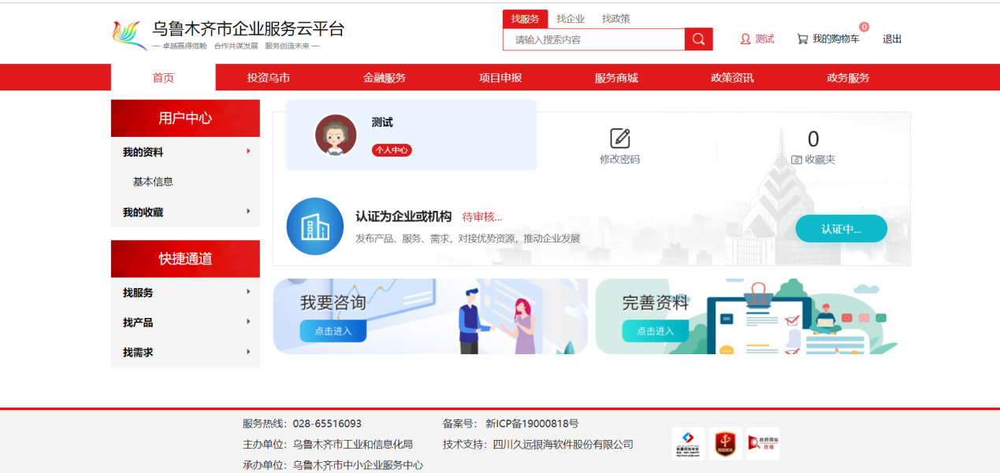 找服务 找企业 找政策
乌鲁木齐市企业服务云平台
— 卓越赢得信赖 合作共谋发展 服务创造未来 —
请输入搜索内容
测试 我的购物车 0 退出
首页 投资乌市 金融服务 项目申报 服务商城 政策资讯 政务服务
用户中心
我的资料
基本信息
我的收藏
快捷通道
找服务
找产品
找需求
测试
个人中心
修改密码
0
收藏夹
认证为企业或机构 待审核...
发布产品、服务、需求，对接优势资源，推动企业发展
认证中...
我要咨询
点击进入
完善资料
点击进入
服务热线：028-65516093 备案号： 新ICP备19000818号
主办单位：乌鲁木齐市工业和信息化局 技术支持：四川久远银海软件股份有限公司
承办单位：乌鲁木齐市中小企业服务中心
政府网站
找错